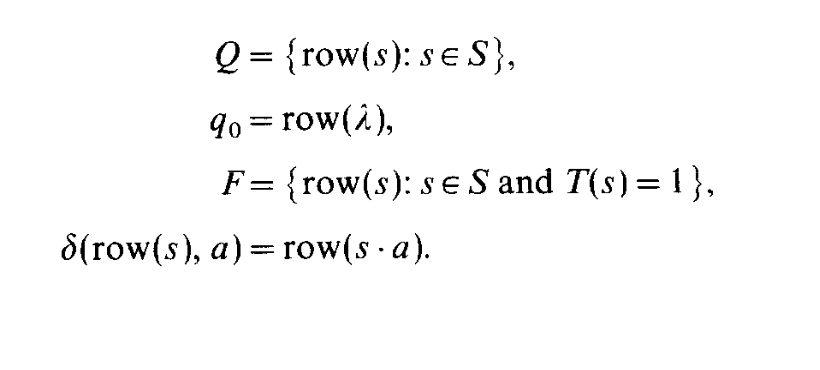 Q = {row(s): s ∈ S},
q₀ = row(λ),
F = {row(s): s ∈ S and T(s) = 1},
δ(row(s), a) = row(s · a).